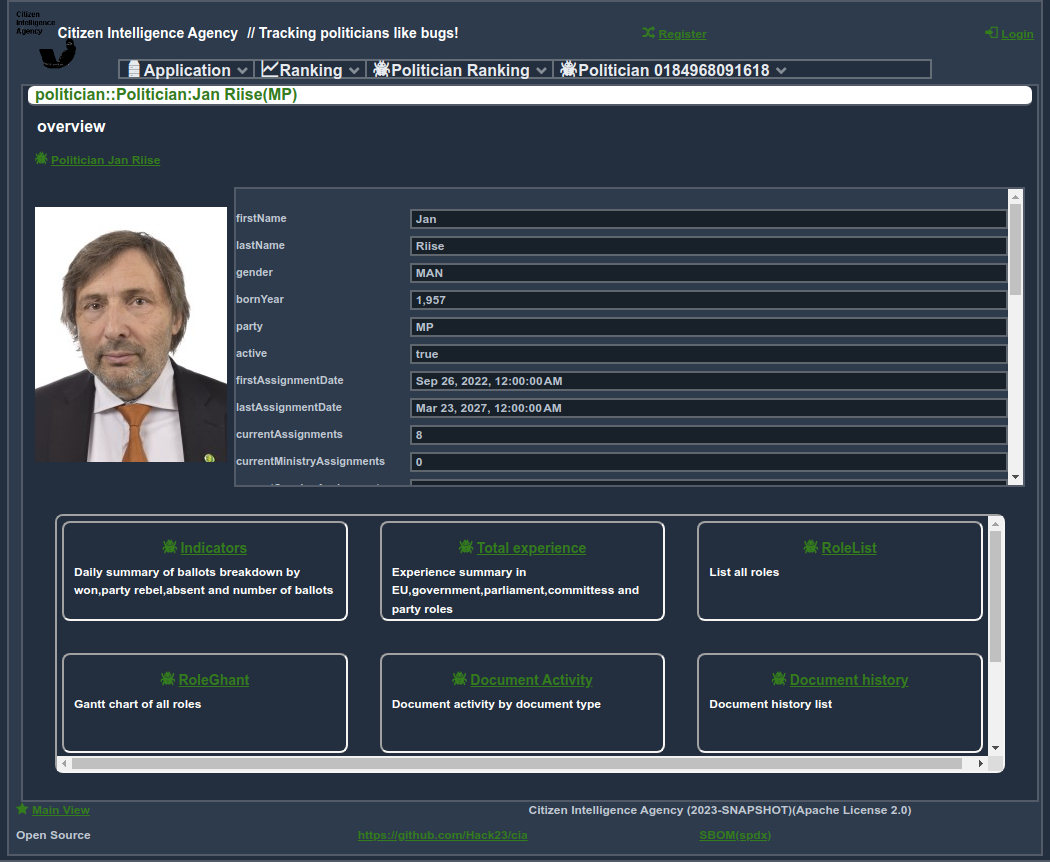 Citizen
Intelligence
Agency
Citizen Intelligence Agency // Tracking politicians like bugs!
Register
Login
Application
Ranking
Politician Ranking
Politician 0184968091618
politician::Politician:Jan Riise(MP)
overview
Politician Jan Riise
firstName
Jan
lastName
Riise
gender
MAN
bornYear
1,957
party
MP
active
true
firstAssignmentDate
Sep 26, 2022, 12:00:00 AM
lastAssignmentDate
Mar 23, 2027, 12:00:00 AM
currentAssignments
8
currentMinistryAssignments
0
Indicators
Daily summary of ballots breakdown by
won,party rebel,absent and number of ballots
Total experience
Experience summary in
EU,government,parliament,committess and
party roles
RoleList
List all roles
RoleGhant
Gantt chart of all roles
Document Activity
Document activity by document type
Document history
Document history list
Main View
Citizen Intelligence Agency (2023-SNAPSHOT)(Apache License 2.0)
Open Source
https://github.com/Hack23/cia
SBOM(spdx)